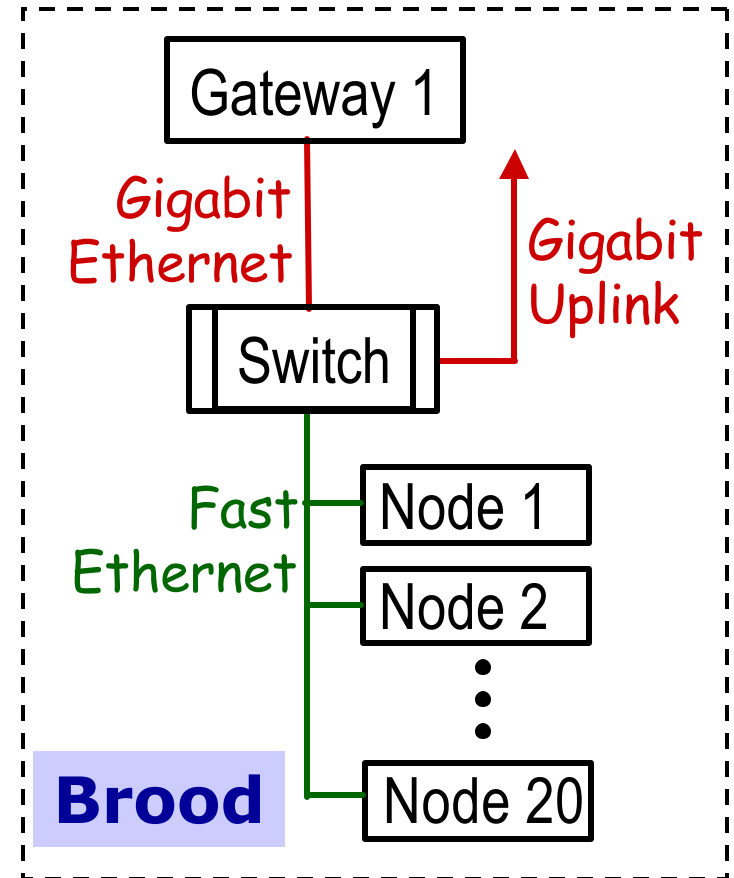 Gateway 1
Gigabit
Ethernet
Gigabit
Uplink
Switch
Fast
Ethernet
Node 1
Node 2
Node 20
Brood